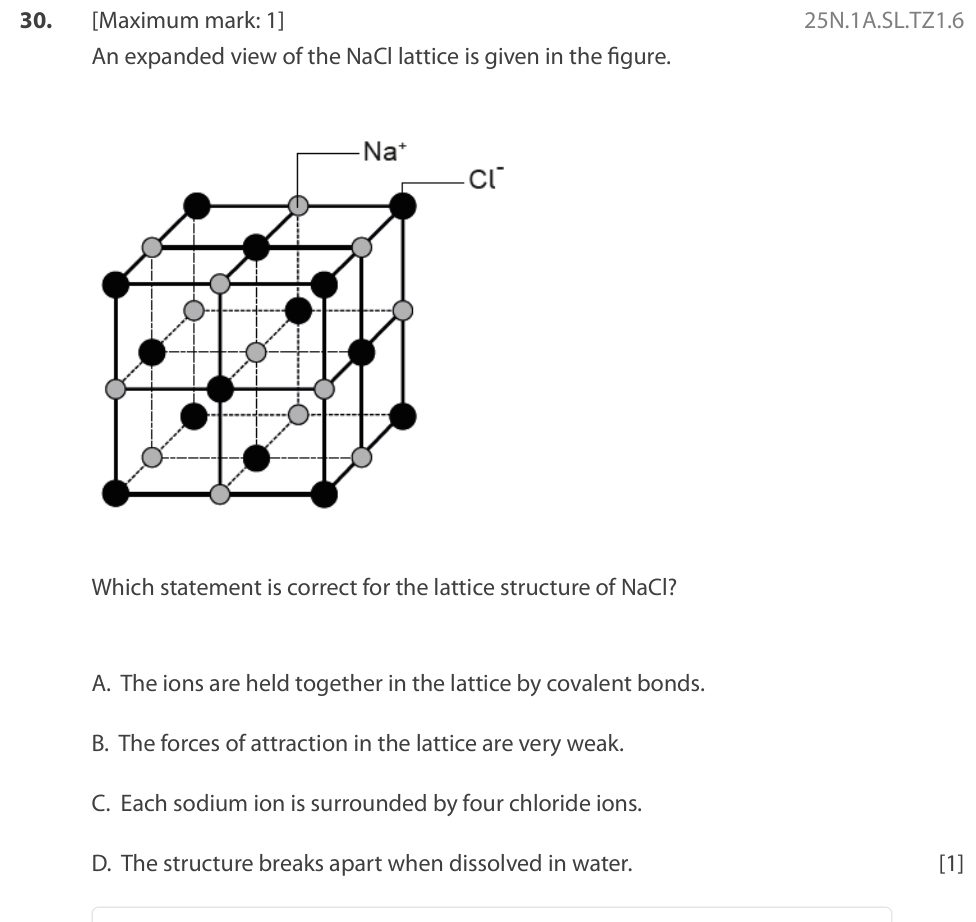 30. [Maximum mark: 1] 25N.1A.SL.TZ1.6
An expanded view of the NaCl lattice is given in the figure.
Na⁺
Cl⁻
Which statement is correct for the lattice structure of NaCl?
A. The ions are held together in the lattice by covalent bonds.
B. The forces of attraction in the lattice are very weak.
C. Each sodium ion is surrounded by four chloride ions.
D. The structure breaks apart when dissolved in water. [1]